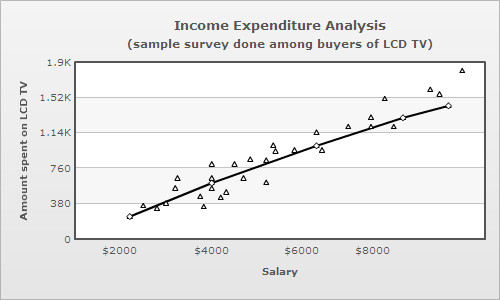 Income Expenditure Analysis
(sample survey done among buyers of LCD TV)
Amount spent on LCD TV
1.9K
1.52K
1.14K
760
380
0
$2000 $4000 $6000 $8000
Salary